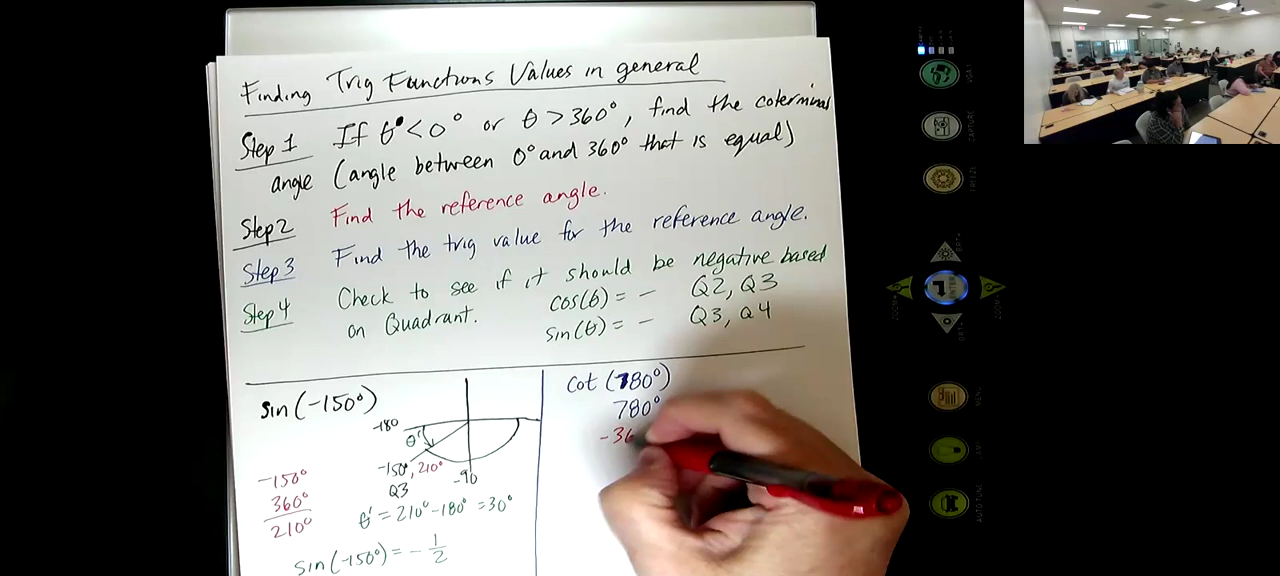 Finding Trig Functions Values in general
Step 1 If θ < 0° or θ > 360°, find the coterminal
angle (angle between 0° and 360° that is equal)
Step 2 Find the reference angle.
Step 3 Find the trig value for the reference angle.
Step 4 Check to see if it should be negative based
on Quadrant.
cos(θ) = - Q2, Q3
sin(θ) = - Q3, Q4
sin(-150°)
-180
θ'
-150°, 210°
-90
Q3
-150°
360°
210°
θ' = 210° - 180° = 30°
sin(-150°) = - 1/2
cot(780°)
780°
-36
CAPTURE
FREEZE
MENU